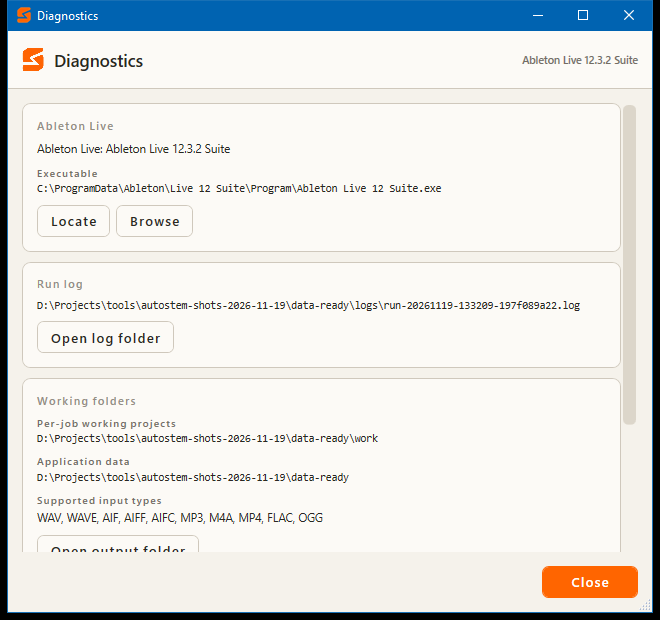 Diagnostics
Diagnostics
Ableton Live 12.3.2 Suite
Ableton Live
Ableton Live: Ableton Live 12.3.2 Suite
Executable
C:\ProgramData\Ableton\Live 12 Suite\Program\Ableton Live 12 Suite.exe
Locate
Browse
Run log
D:\Projects\tools\autostem-shots-2026-11-19\data-ready\logs\run-20261119-133209-197f089a22.log
Open log folder
Working folders
Per-job working projects
D:\Projects\tools\autostem-shots-2026-11-19\data-ready\work
Application data
D:\Projects\tools\autostem-shots-2026-11-19\data-ready
Supported input types
WAV, WAVE, AIF, AIFF, AIFC, MP3, M4A, MP4, FLAC, OGG
Open output folder
Close